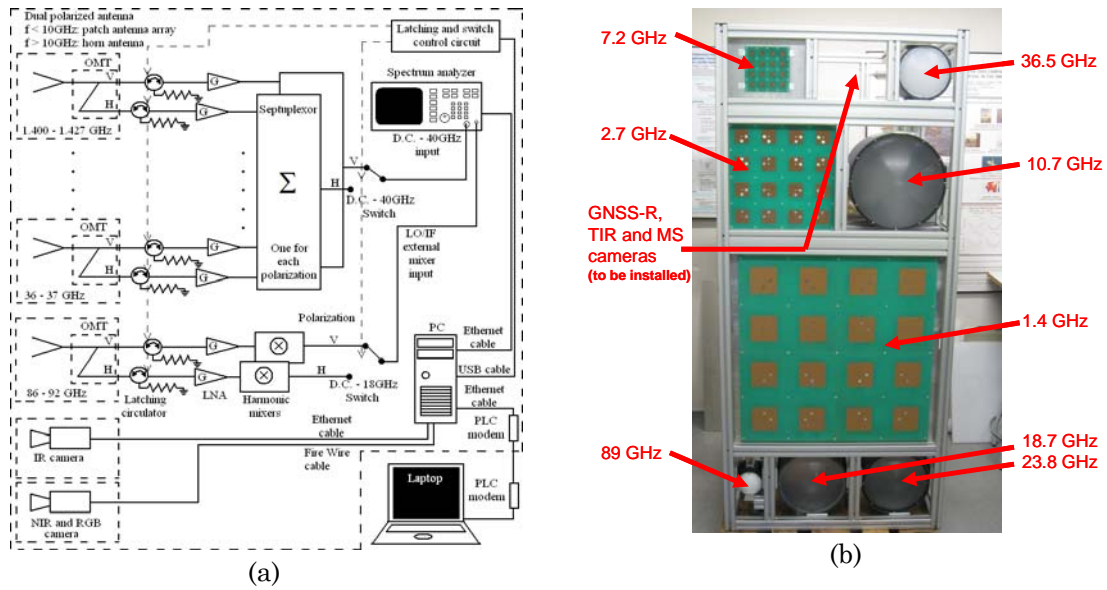 Dual polarized antenna
f < 10GHz: patch antenna array
f > 10GHz: horn antenna
OMT
V
H
1.400 - 1.427 GHz
G
G
Septuplexor
Σ
One for
each
polarization
Latching and switch
control circuit
Spectrum analyzer
D.C. - 40GHz
input
V
H
D.C. - 40GHz
Switch
LO/IF
external
mixer
input
OMT
V
H
36 - 37 GHz
G
G
OMT
V
H
86 - 92 GHz
G
G
Latching
circulator
LNA
Harmonic
mixers
Polarization
V
H
D.C. - 18GHz
Switch
PC
Ethernet
cable
USB cable
Ethernet
cable
PLC
modem
Ethernet
cable
Fire Wire
cable
IR camera
NIR and RGB
camera
Laptop
PLC
modem
(a)
7.2 GHz
36.5 GHz
2.7 GHz
10.7 GHz
GNSS-R,
TIR and MS
cameras
(to be installed)
1.4 GHz
89 GHz
18.7 GHz
23.8 GHz
(b)